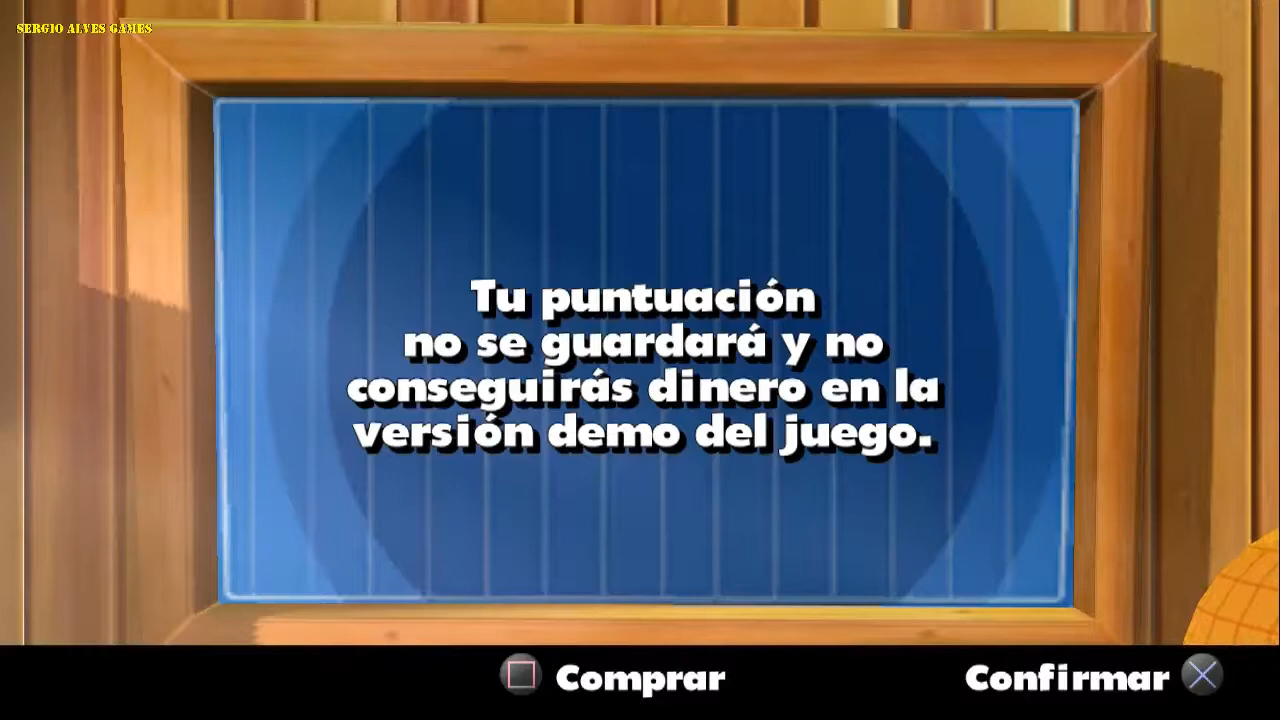 SERGIO ALVES GAMES
Tu puntuación
no se guardará y no
conseguirás dinero en la
versión demo del juego.
Comprar
Confirmar